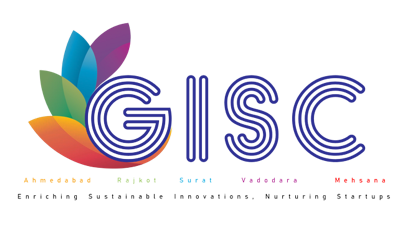 GISC
Ahmedabad Rajkot Surat Vadodara Mehsana
Enriching Sustainable Innovations, Nurturing Startups